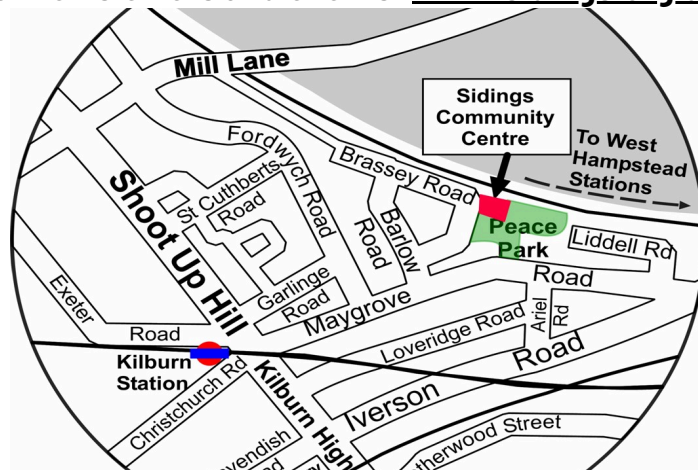 Mill Lane
Sidings
Community
Centre
To West
Hampstead
Stations
Fordwych Road
Brassey Road
St Cuthberts
Road
Shoot Up Hill
Barlow
Road
Peace
Park
Liddell Rd
Garlinge
Road
Maygrove
Road
Exeter
Road
Ariel
Rd
Loveridge Road
Kilburn
Station
Christchurch Rd
Kilburn High
Iverson
Road